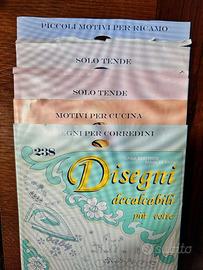 PICCOLI MOTIVI PER RICAMO
SOLO TENDE
SOLO TENDE
MOTIVI PER CUCINA
GNI PER CORREDINI
238
Disegni
decalcabili
più volte
subito